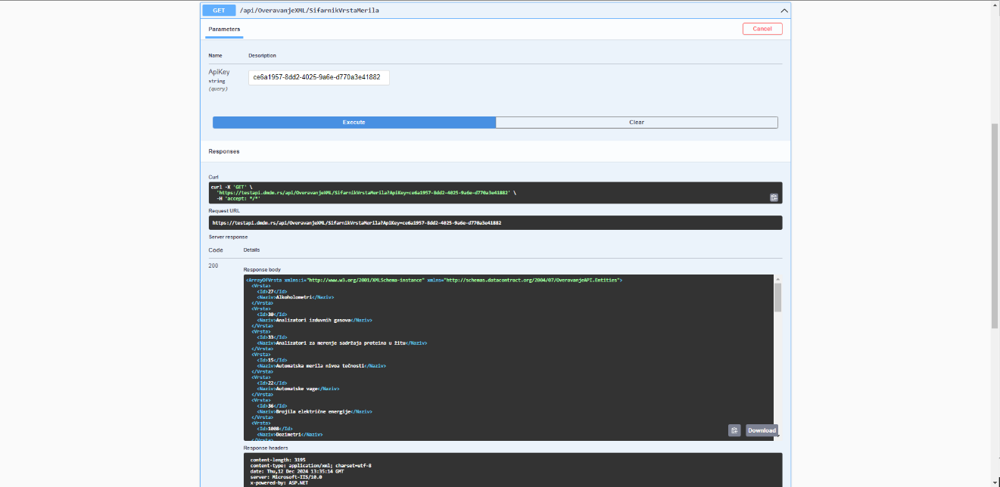 GET /api/OveravanjeXML/SifarnikVrstaMerila
Parameters
Cancel
Name Description
ApiKey
string
(query)
ce6a1957-8dd2-4025-9a6e-d770a3e41882
Execute Clear
Responses
Curl
curl -X 'GET' \
'https://testapi.dmdm.rs/api/OveravanjeXML/SifarnikVrstaMerila?ApiKey=ce6a1957-8dd2-4025-9a6e-d770a3e41882' \
-H 'accept: */*'
Request URL
https://testapi.dmdm.rs/api/OveravanjeXML/SifarnikVrstaMerila?ApiKey=ce6a1957-8dd2-4025-9a6e-d770a3e41882
Server response
Code Details
200
Response body
<ArrayOfVrsta xmlns:i="http://www.w3.org/2001/XMLSchema-instance" xmlns="http://schemas.datacontract.org/2004/07/OveravanjeAPI.Entities">
<Vrsta>
<Id>27</Id>
<Naziv>Alkoholometri</Naziv>
</Vrsta>
<Vrsta>
<Id>30</Id>
<Naziv>Analizatori izduvnih gasova</Naziv>
</Vrsta>
<Vrsta>
<Id>33</Id>
<Naziv>Analizatori za merenje sadržaja proteina u žitu</Naziv>
</Vrsta>
<Vrsta>
<Id>15</Id>
<Naziv>Automatska merila nivoa tečnosti</Naziv>
</Vrsta>
<Vrsta>
<Id>22</Id>
<Naziv>Automatske vage</Naziv>
</Vrsta>
<Vrsta>
<Id>36</Id>
<Naziv>Brojila električne energije</Naziv>
</Vrsta>
<Vrsta>
<Id>1008</Id>
<Naziv>Dozimetri</Naziv>
</Vrsta>
Download
Response headers
content-length: 3195
content-type: application/xml; charset=utf-8
date: Thu,12 Dec 2024 13:35:14 GMT
server: Microsoft-IIS/10.0
x-powered-by: ASP.NET